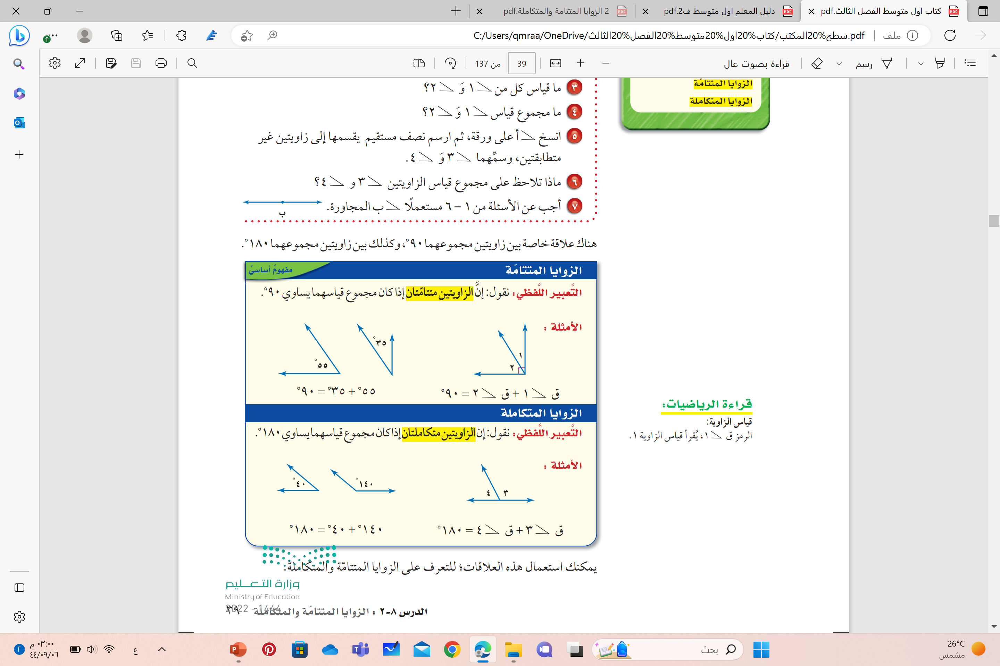 كتاب اول متوسط الفصل الثالث.pdf
دليل المعلم اول متوسط ف2.pdf
2 الزوايا المتتامة والمتكاملة.pdf
ملف
C:/Users/qmraa/OneDrive/سطح%20المكتب/كتاب%20اول%20متوسط%20الفصل%20الثالث.pdf
رسم
قراءة بصوت عالٍ
39
من 137
الزوايا المتتامّة
الزوايا المتكاملة
٣ ما قياس كل من ∠١ وَ ∠٢؟
٤ ما مجموع قياس ∠١ وَ ∠٢؟
٥ انسخ ∠أ على ورقة، ثم ارسم نصف مستقيم يقسمها إلى زاويتين غير
متطابقتين، وسمِّهما ∠٣ وَ ∠٤.
٦ ماذا تلاحظ على مجموع قياس الزاويتين ∠٣ و ∠٤؟
٧ أجب عن الأسئلة من ١ – ٦ مستعملًا ∠ب المجاورة.
ب
هناك علاقة خاصة بين زاويتين مجموعهما ٩٠°، وكذلك بين زاويتين مجموعهما ١٨٠°.
الزوايا المتتامّة
مفهومٌ أساسيٌ
التَّعبير اللَّفظي: نقول: إنَّ الزاويتين متتامّتان إذا كان مجموع قياسهما يساوي ٩٠°.
الأمثلة :
١
٢
٣٥°
٥٥°
ق ∠١ + ق ∠٢ = ٩٠°
٥٥° + ٣٥° = ٩٠°
الزوايا المتكاملة
التَّعبير اللَّفظي: نقول: إن الزاويتين متكاملتان إذا كان مجموع قياسهما يساوي ١٨٠°.
الأمثلة :
٣
٤
١٤٠°
٤٠°
ق ∠٣ + ق ∠٤ = ١٨٠°
١٤٠° + ٤٠° = ١٨٠°
قراءة الرياضيات:
قياس الزاوية:
الرمز ق ∠١، يُقرأ قياس الزاوية ١.
يمكنك استعمال هذه العلاقات؛ للتعرف على الزوايا المتتامّة والمتكاملة:
وزارة التعليم
Ministry of Education
2022 - 1444
الدرس ٨-٢ : الزوايا المتتامّة والمتكاملة ٣٩
26°C
مشمس
بحث
ع
٠٣:٠٠ م
٤٤/٠٩/٠٦
٢